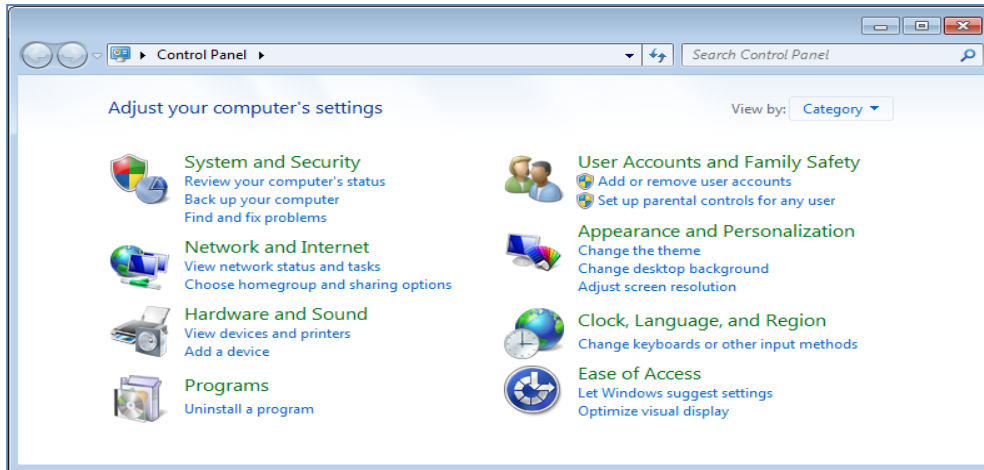 Control Panel
Search Control Panel
Adjust your computer's settings
View by: Category
System and Security
Review your computer's status
Back up your computer
Find and fix problems
Network and Internet
View network status and tasks
Choose homegroup and sharing options
Hardware and Sound
View devices and printers
Add a device
Programs
Uninstall a program
User Accounts and Family Safety
Add or remove user accounts
Set up parental controls for any user
Appearance and Personalization
Change the theme
Change desktop background
Adjust screen resolution
Clock, Language, and Region
Change keyboards or other input methods
Ease of Access
Let Windows suggest settings
Optimize visual display